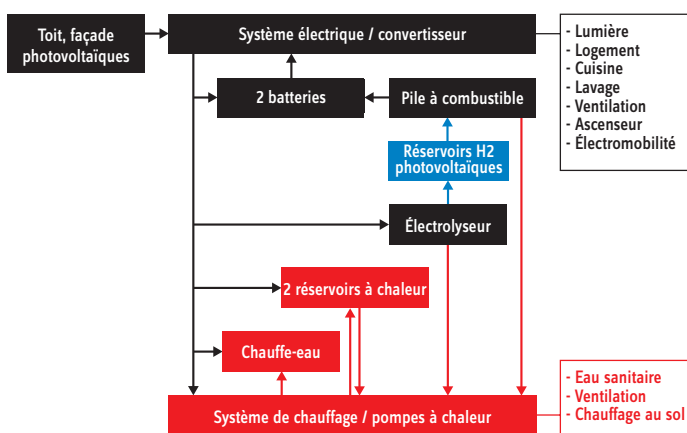 Toit, façade
photovoltaïques
Système électrique / convertisseur
- Lumière
- Logement
- Cuisine
- Lavage
- Ventilation
- Ascenseur
- Électromobilité
2 batteries
Pile à combustible
Réservoirs H2
photovoltaïques
Électrolyseur
2 réservoirs à chaleur
Chauffe-eau
Système de chauffage / pompes à chaleur
- Eau sanitaire
- Ventilation
- Chauffage au sol